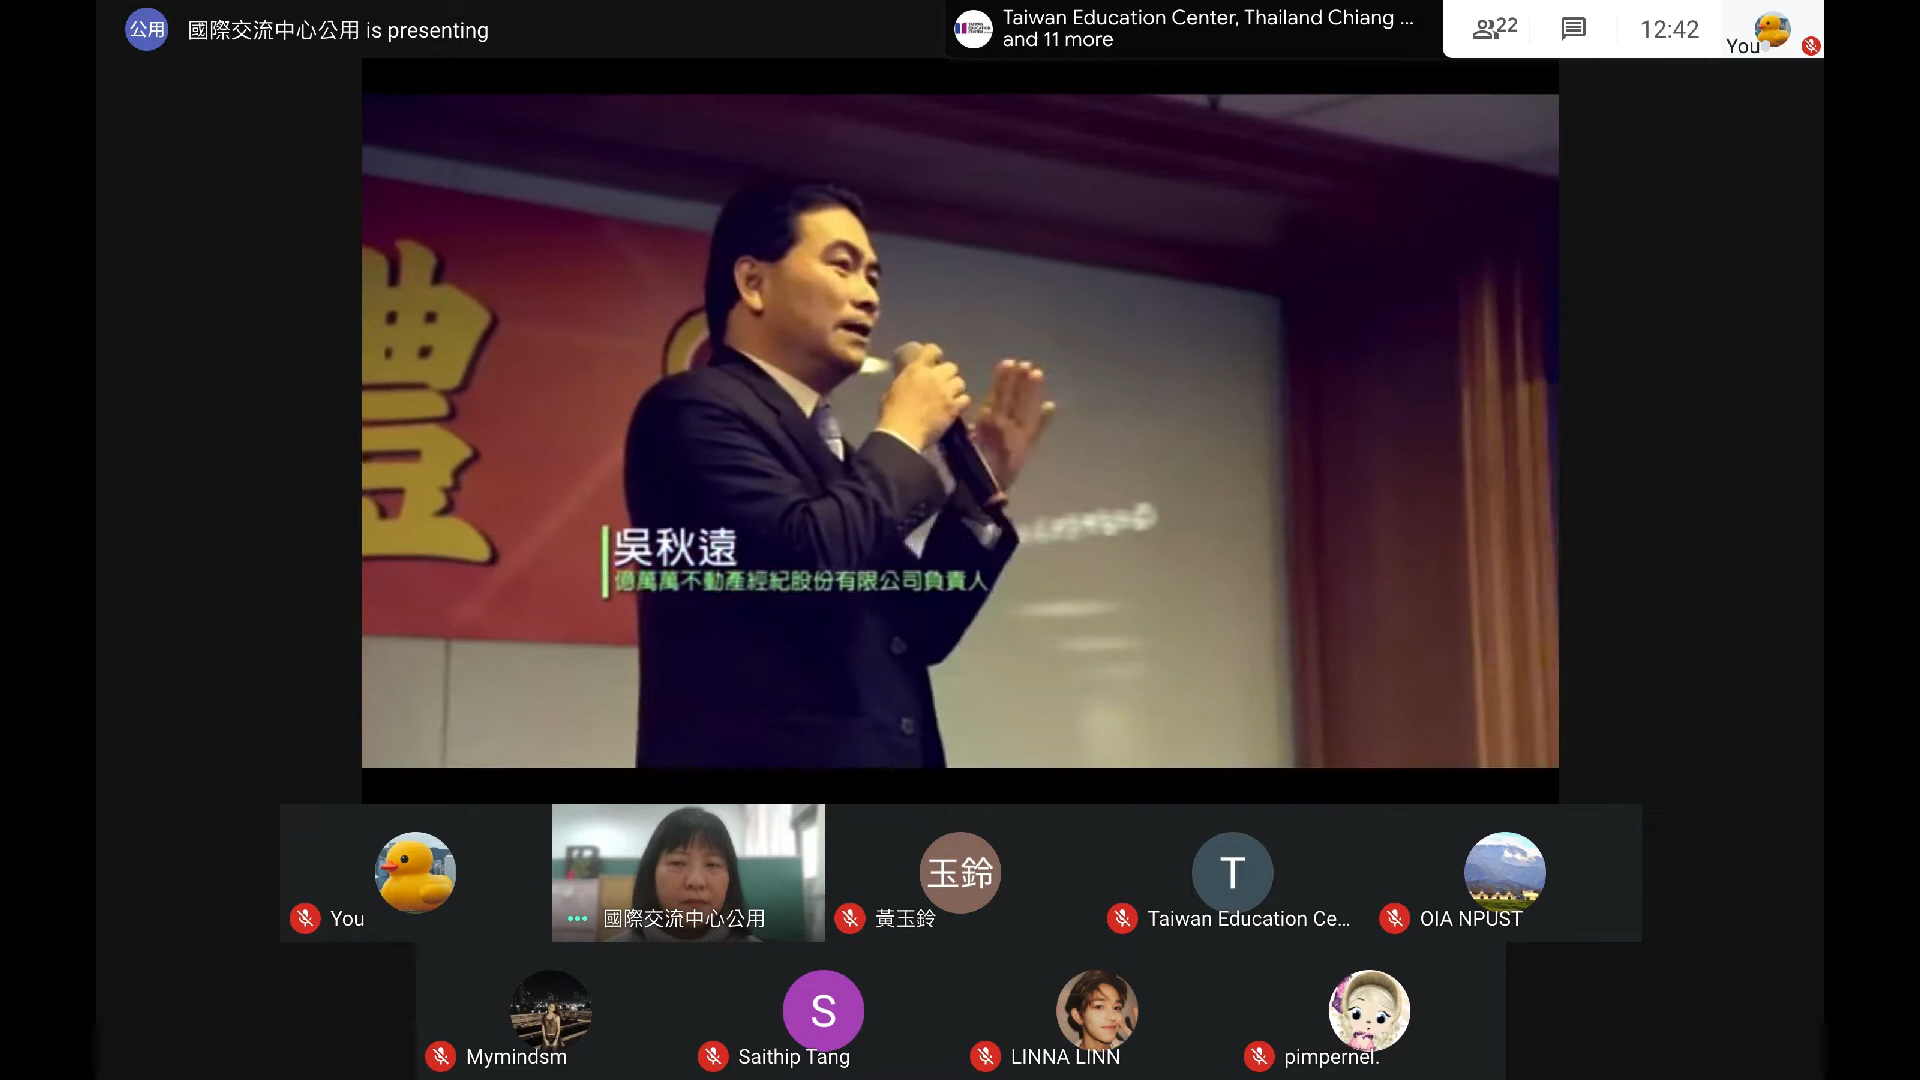 公用
國際交流中心公用 is presenting
Taiwan Education Center, Thailand Chiang ...
and 11 more
22
12:42
You
禮
吳秋遠
億萬萬不動產經紀股份有限公司負責人
You
國際交流中心公用
玉鈴
黃玉鈴
T
Taiwan Education Ce...
OIA NPUST
Mymindsm
S
Saithip Tang
LINNA LINN
pimpernel.